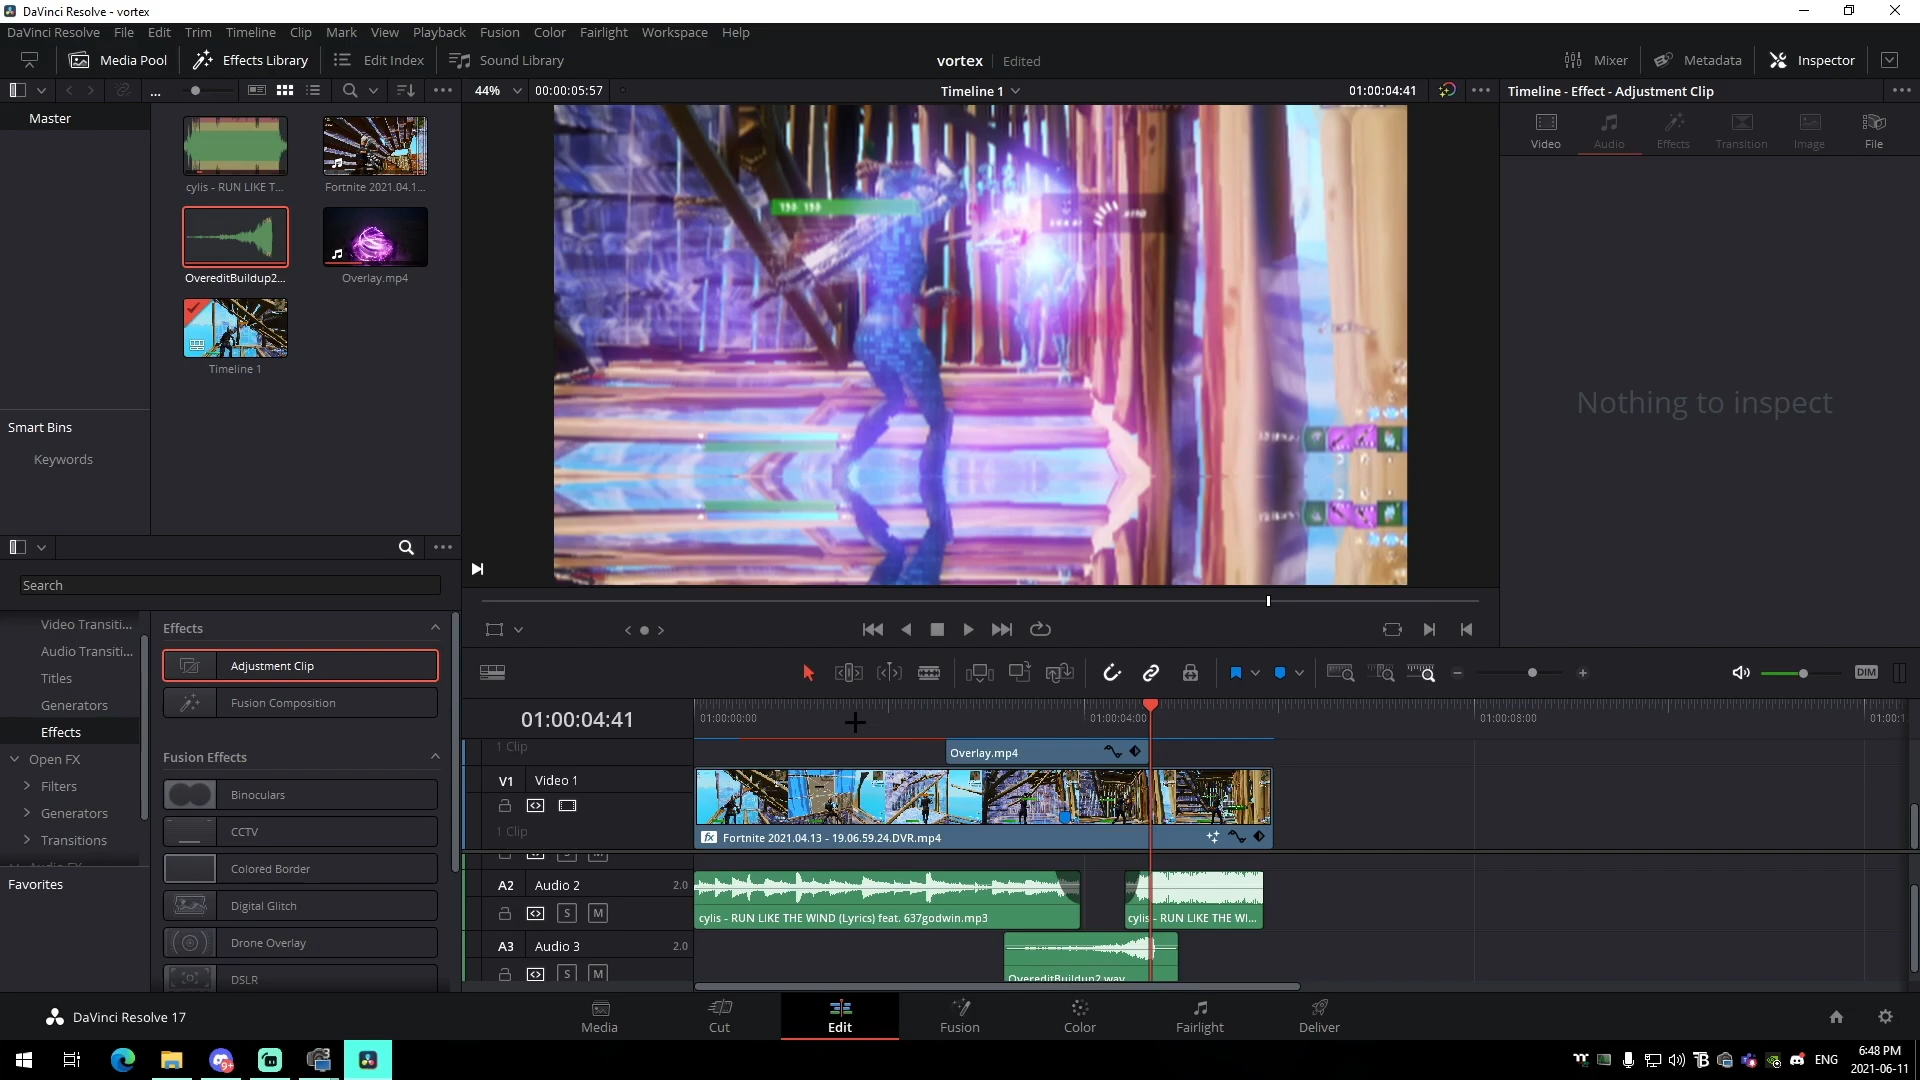 DaVinci Resolve - vortex
DaVinci Resolve File Edit Trim Timeline Clip Mark View Playback Fusion Color Fairlight Workspace Help
Media Pool Effects Library Edit Index Sound Library vortex Edited Mixer Metadata Inspector
... 44% 00:00:05:57 Timeline 1 01:00:04:41 Timeline - Effect - Adjustment Clip
Master
Video Audio Effects Transition Image File
cylis - RUN LIKE T... Fortnite 2021.04.1...
OvereditBuildup2... Overlay.mp4
Timeline 1
Nothing to inspect
Smart Bins
Keywords
Search
Video Transiti...
Audio Transiti...
Titles
Generators
Effects
Open FX
Filters
Generators
Transitions
Favorites
Effects
Adjustment Clip
Fusion Composition
Fusion Effects
Binoculars
CCTV
Colored Border
Digital Glitch
Drone Overlay
DSLR
DIM
01:00:04:41 01:00:00:00 01:00:04:00 01:00:08:00 01:00:1
1 Clip Overlay.mp4
V1 Video 1
1 Clip fx Fortnite 2021.04.13 - 19.06.59.24.DVR.mp4
A2 Audio 2 2.0
S M cylis - RUN LIKE THE WIND (Lyrics) feat. 637godwin.mp3 cylis - RUN LIKE THE WI...
A3 Audio 3 2.0
S M OvereditBuildup2.wav
DaVinci Resolve 17 Media Cut Edit Fusion Color Fairlight Deliver
9+ ENG 6:48 PM
2021-06-11